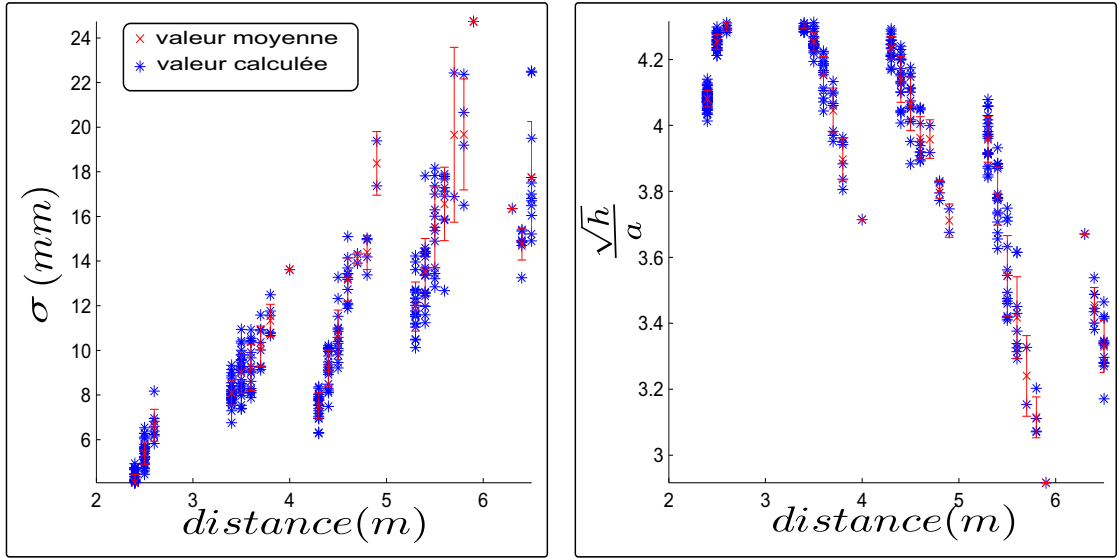 24
22
20
18
16
14
12
10
8
6
2 3 4 5 6
σ (mm)
distance(m)
valeur moyenne
valeur calculée
4.2
4
3.8
3.6
3.4
3.2
3
2 3 4 5 6
√h
a
distance(m)